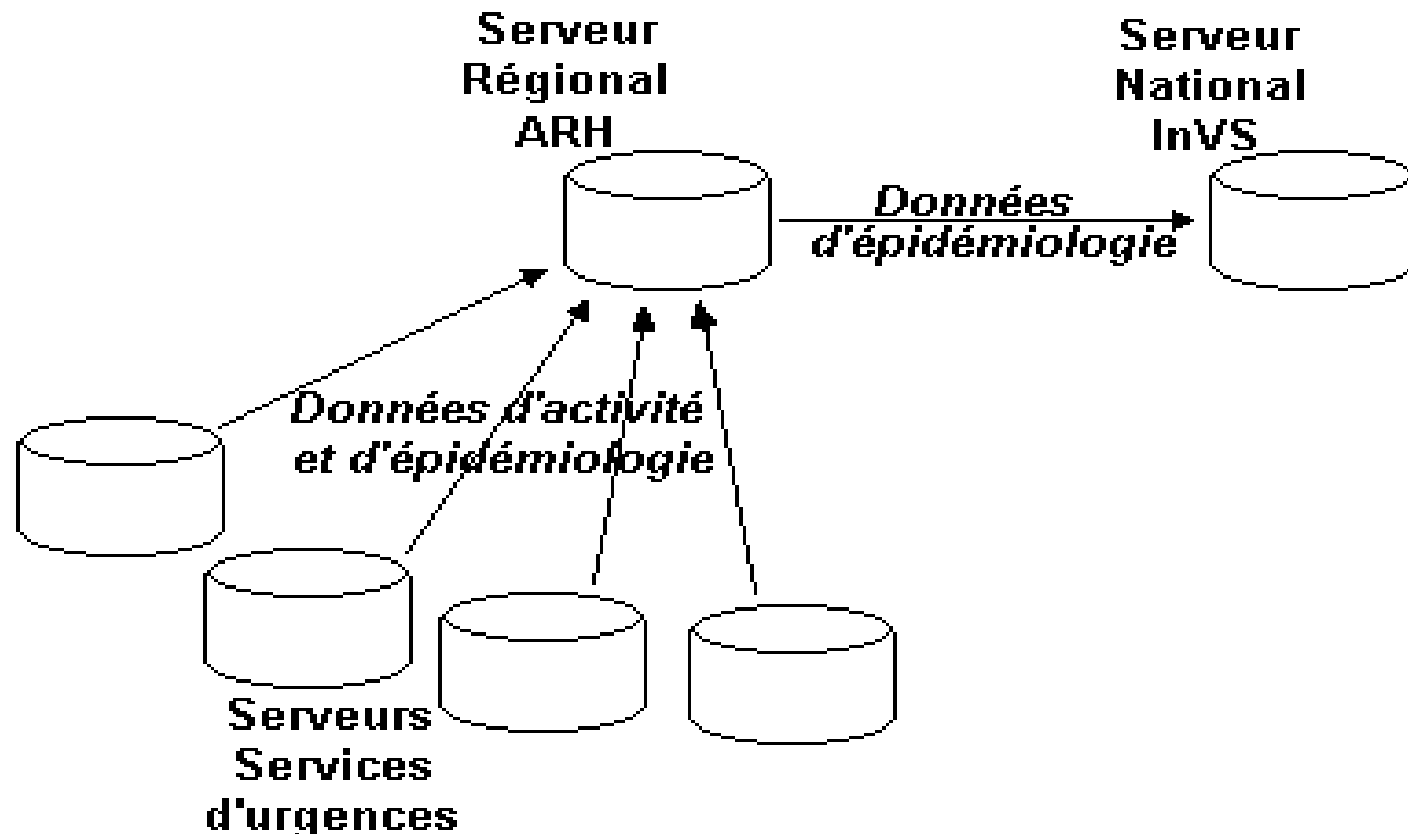 Serveur
Régional
ARH
Serveur
National
InVS
Données
d'épidémiologie
Données d'activité
et d'épidémiologie
Serveurs
Services
d'urgences